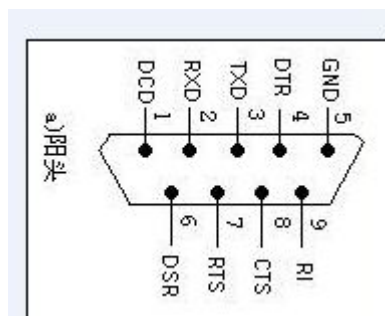 a)阳头
DCD RXD TXD DTR GND
1 2 3 4 5
6 7 8 9
DSR RTS CTS RI